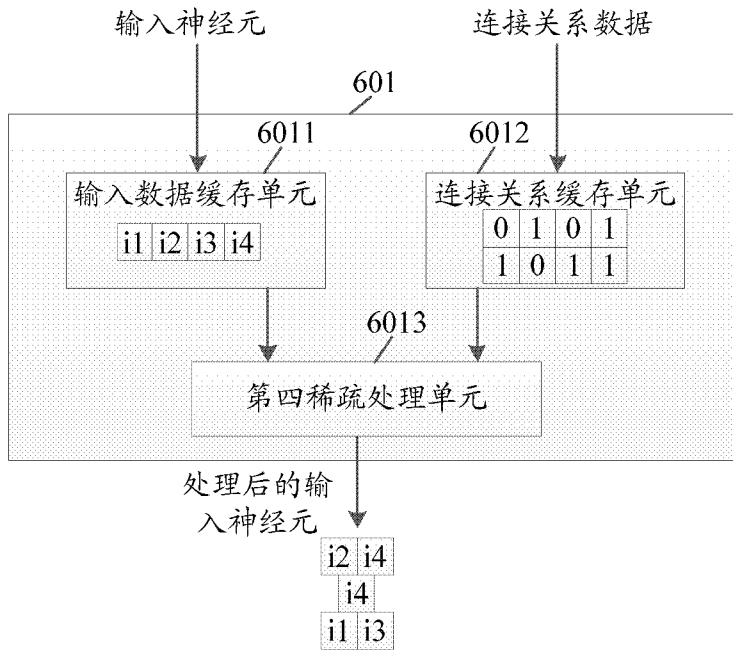 输入神经元 连接关系数据
601
6011 6012
输入数据缓存单元 连接关系缓存单元
i1 i2 i3 i4
0 1 0 1
1 0 1 1
6013
第四稀疏处理单元
处理后的输
入神经元
i2 i4
i4
i1 i3